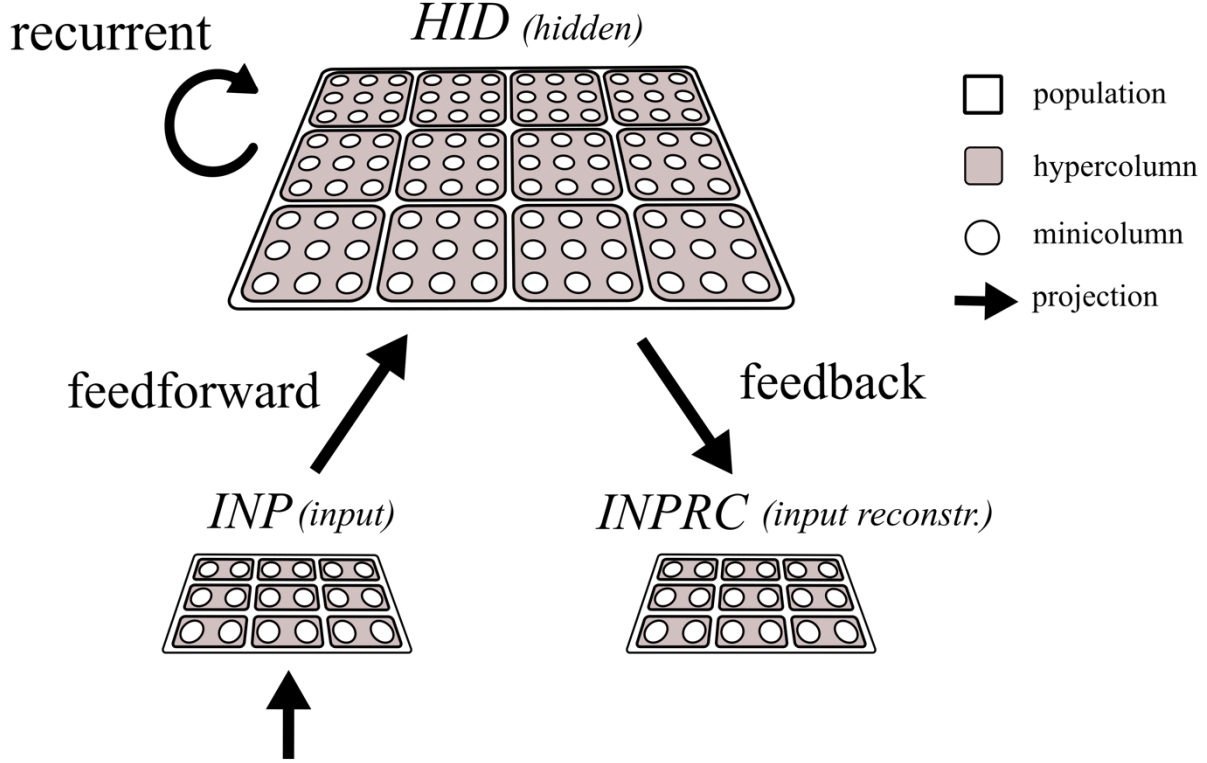 HID (hidden)
recurrent
population
hypercolumn
minicolumn
projection
feedforward
feedback
INP (input)
INPRC (input reconstr.)